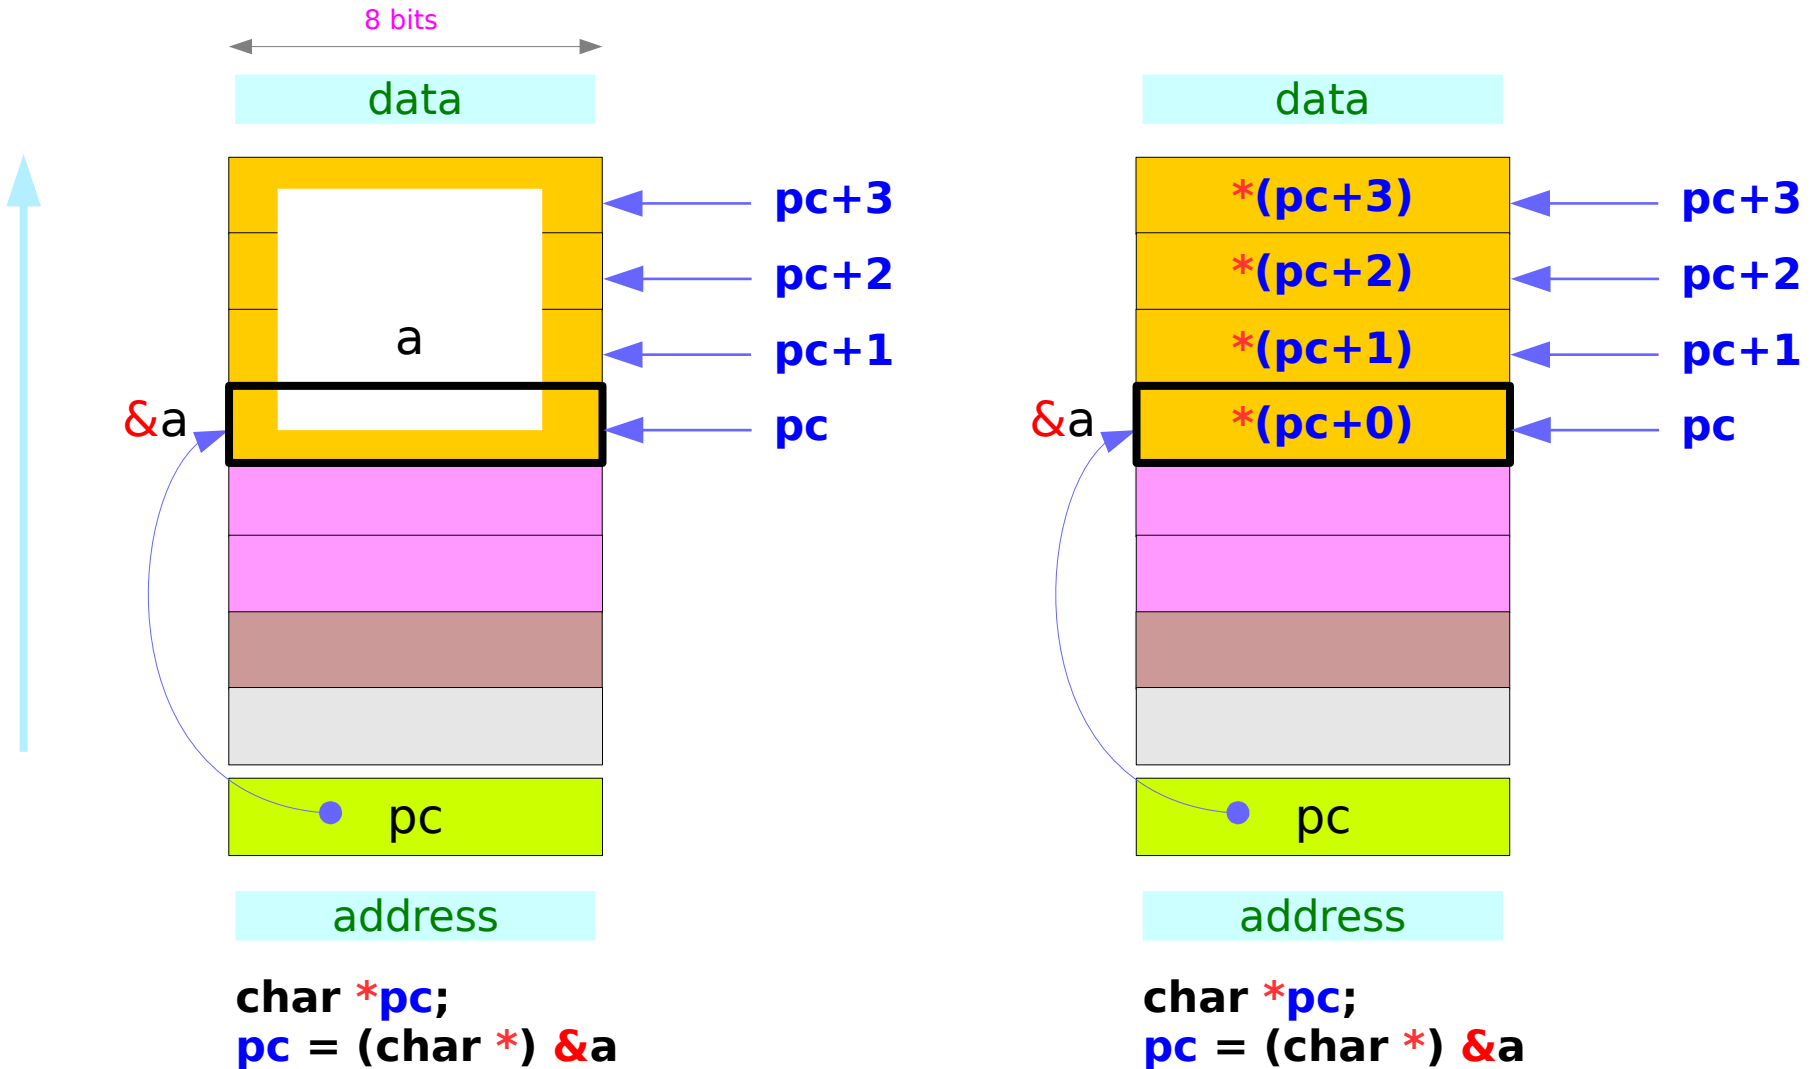 8 bits
data
data
pc+3
*(pc+3)
pc+3
pc+2
*(pc+2)
pc+2
a
pc+1
*(pc+1)
pc+1
&a
pc
&a
*(pc+0)
pc
pc
pc
address
address
char *pc;
pc = (char *) &a
char *pc;
pc = (char *) &a